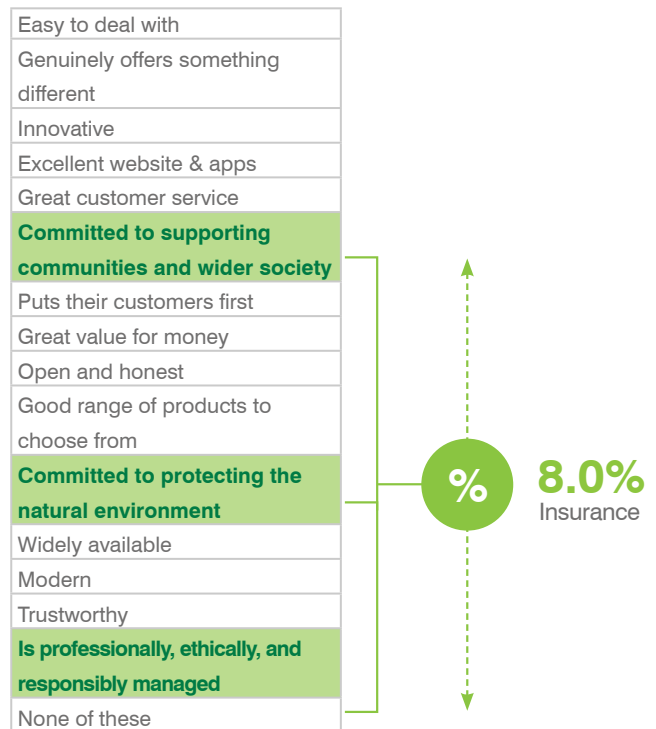 Easy to deal with
Genuinely offers something
different
Innovative
Excellent website & apps
Great customer service
Committed to supporting
communities and wider society
Puts their customers first
Great value for money
Open and honest
Good range of products to
choose from
Committed to protecting the
natural environment
Widely available
Modern
Trustworthy
Is professionally, ethically, and
responsibly managed
None of these
%
8.0%
Insurance